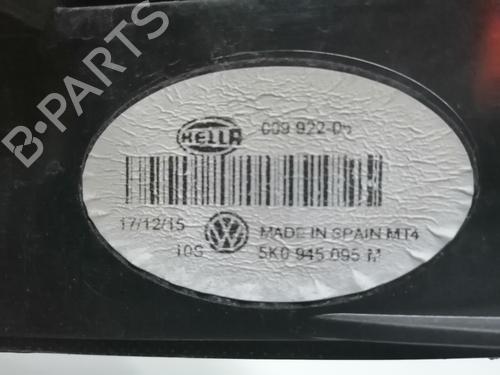 B-PARTS
HELLA 009 922-05
17/12/15 MADE IN SPAIN MT4
10S 5K0 945 095 M